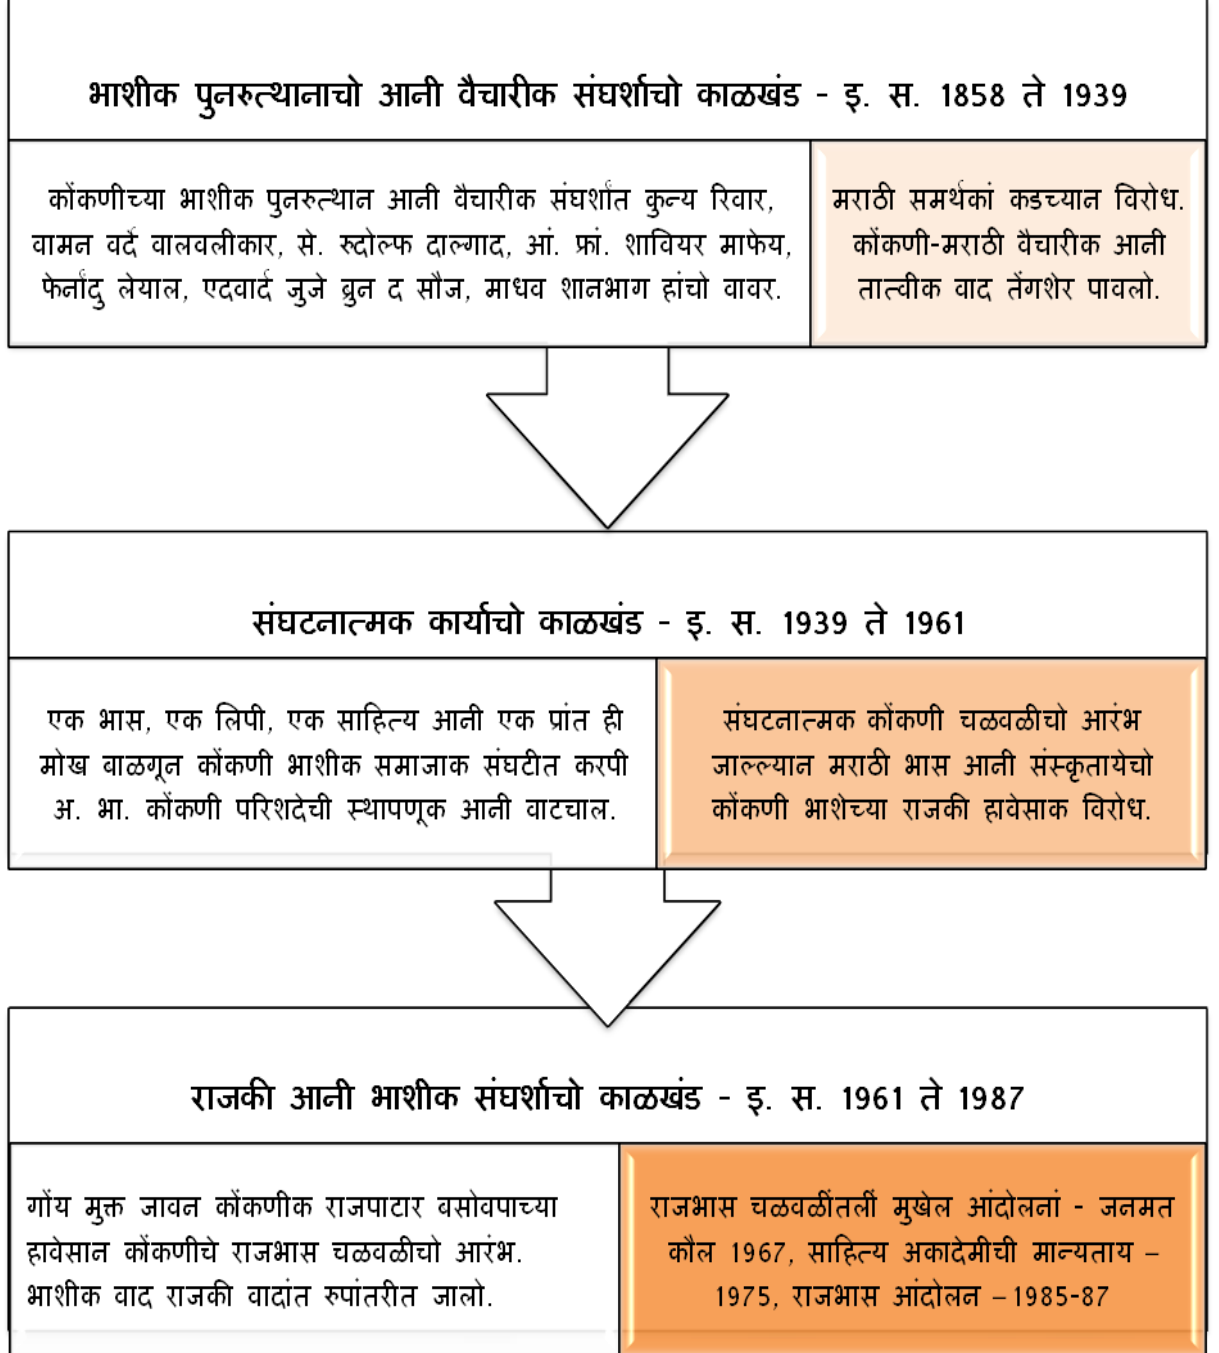 भाशीक पुनरुत्थानाचो आनी वैचारीक संघर्शाचो काळखंड - इ. स. 1858 ते 1939
कोंकणीच्या भाशीक पुनरुत्थान आनी वैचारीक संघर्शांत कुन्य रिवार,
वामन वर्दे वालवलीकार, से. रुदोल्फ दाल्गाद, आं. फ्रां. शावियर माफेय,
फेर्नांदु लेयाल, एदवार्द जुजे ब्रुन द सौज, माधव शानभाग हांचो वावर.
मराठी समर्थकां कडच्यान विरोध.
कोंकणी-मराठी वैचारीक आनी
तात्वीक वाद तेंगशेर पावलो.
संघटनात्मक कार्याचो काळखंड - इ. स. 1939 ते 1961
एक भास, एक लिपी, एक साहित्य आनी एक प्रांत ही
मोख बाळगून कोंकणी भाशीक समाजाक संघटीत करपी
अ. भा. कोंकणी परिशदेची स्थापणूक आनी वाटचाल.
संघटनात्मक कोंकणी चळवळीचो आरंभ
जाल्ल्यान मराठी भास आनी संस्कृतायेचो
कोंकणी भाशेच्या राजकी हावेसाक विरोध.
राजकी आनी भाशीक संघर्शाचो काळखंड - इ. स. 1961 ते 1987
गोंय मुक्त जावन कोंकणीक राजपाटार बसोवपाच्या
हावेसान कोंकणीचे राजभास चळवळीचो आरंभ.
भाशीक वाद राजकी वादांत रुपांतरीत जालो.
राजभास चळवळींतलीं मुखेल आंदोलनां - जनमत
कौल 1967, साहित्य अकादेमीची मान्यताय –
1975, राजभास आंदोलन – 1985-87